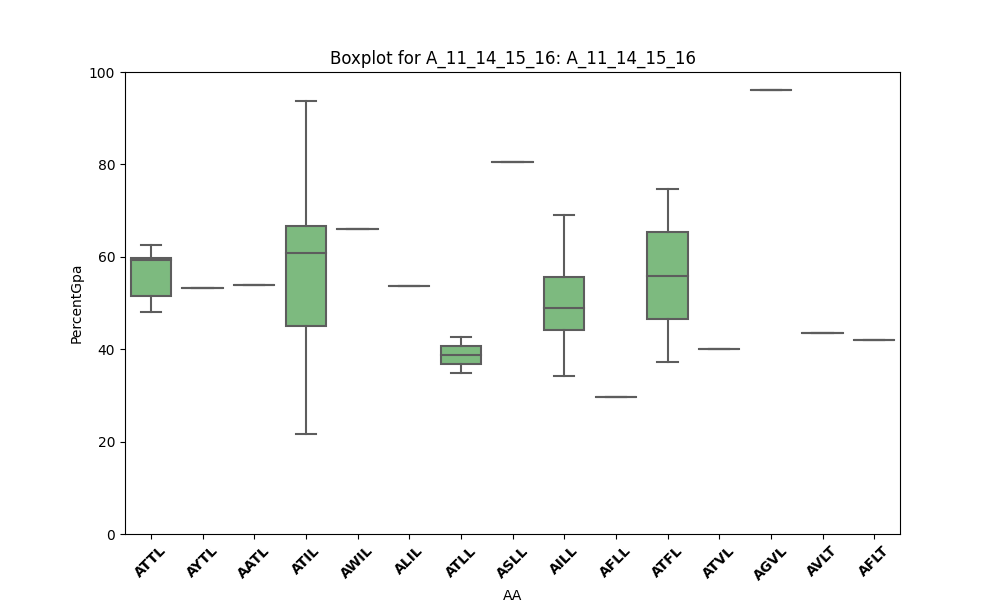 Boxplot for A_11_14_15_16: A_11_14_15_16
100
80
60
40
20
0
PercentGpa
ATTL AYTL AATL ATIL AWIL ALIL ATLL ASLL AILL AFLL ATFL ATVL AGVL AVLT AFLT
AA